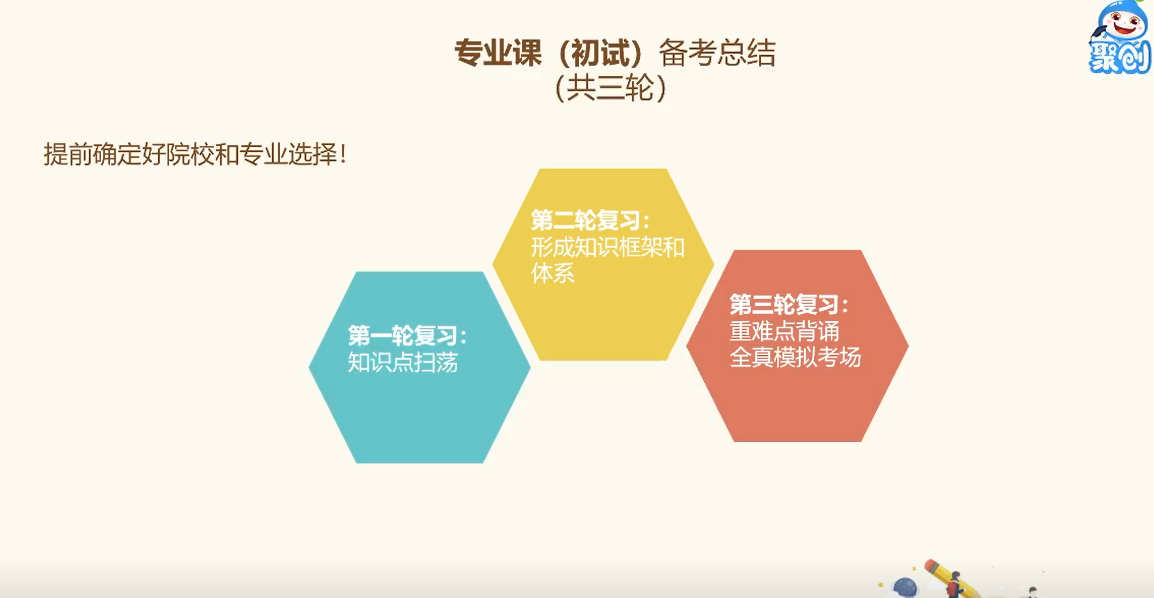 专业课（初试）备考总结
（共三轮）
聚创
提前确定好院校和专业选择！
第一轮复习：
知识点扫荡
第二轮复习：
形成知识框架和
体系
第三轮复习：
重难点背诵
全真模拟考场